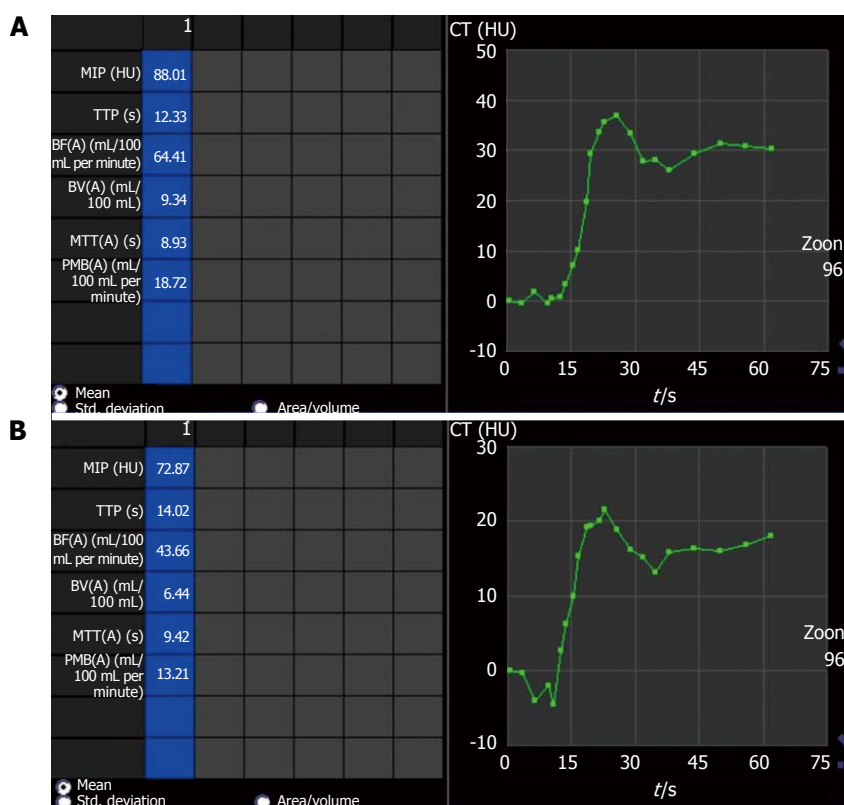 A
1
MIP (HU) 88.01
TTP (s) 12.33
BF(A) (mL/100
mL per minute) 64.41
BV(A) (mL/
100 mL) 9.34
MTT(A) (s) 8.93
PMB(A) (mL/
100 mL per
minute) 18.72
Mean
Std. deviation
Area/volume
CT (HU)
50
40
30
20
10
0
-10
0 15 30 45 60 75
t/s
Zoon
96
B
1
MIP (HU) 72.87
TTP (s) 14.02
BF(A) (mL/100
mL per minute) 43.66
BV(A) (mL/
100 mL) 6.44
MTT(A) (s) 9.42
PMB(A) (mL/
100 mL per
minute) 13.21
Mean
Std. deviation
Area/volume
CT (HU)
30
20
10
0
-10
0 15 30 45 60 75
t/s
Zoon
96